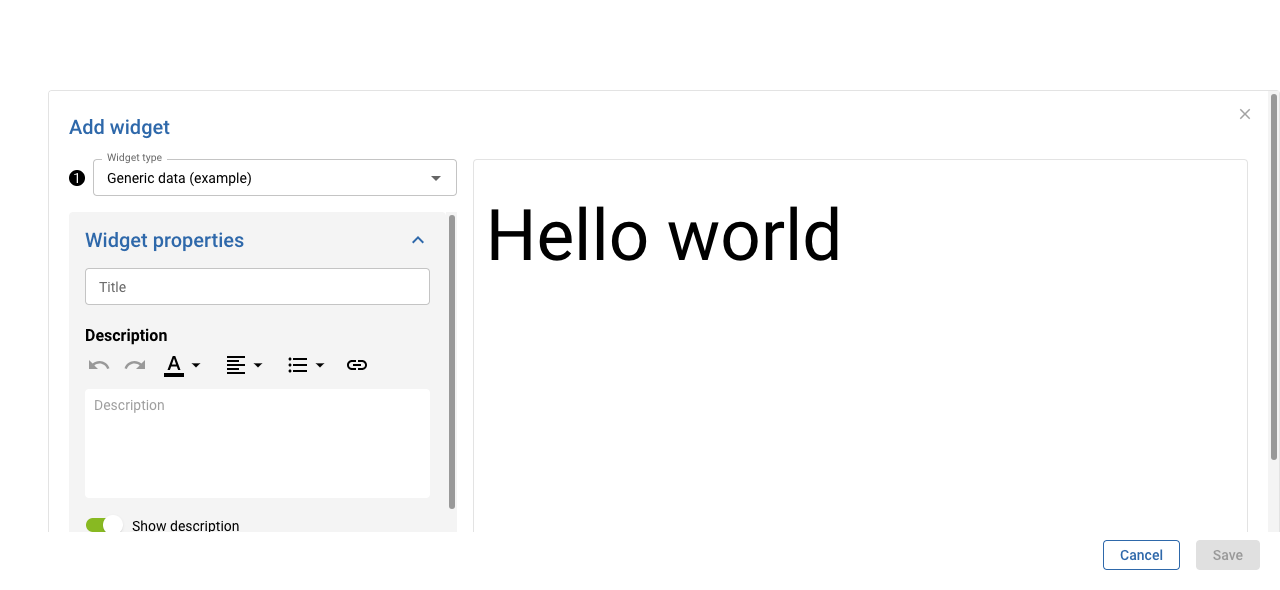 Add widget
Widget type
1
Generic data (example)
Widget properties
Title
Description
A
Description
Show description
Hello world
Cancel
Save